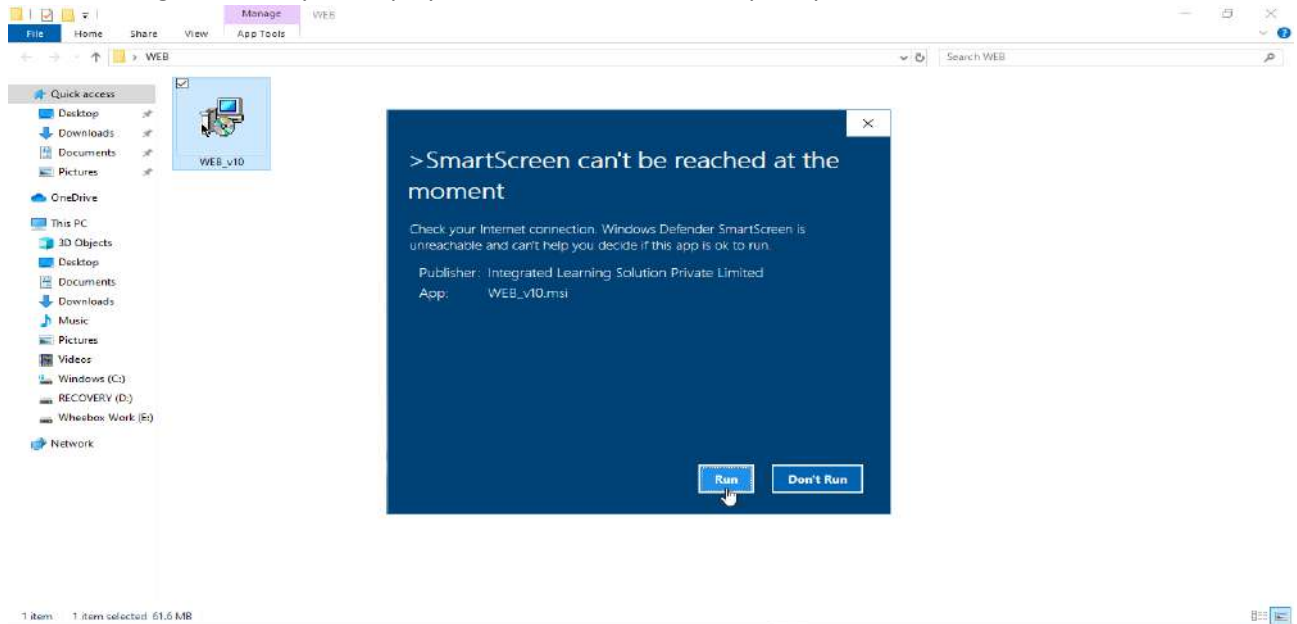 Manage WEB
File Home Share View App Tools
WEB
Search WEB
Quick access
Desktop
Downloads
Documents
Pictures
OneDrive
This PC
3D Objects
Desktop
Documents
Downloads
Music
Pictures
Videos
Windows (C:)
RECOVERY (D:)
Wheebox Work (E:)
Network
WEB_v10
>SmartScreen can't be reached at the
moment
Check your Internet connection. Windows Defender SmartScreen is
unreachable and can't help you decide if this app is ok to run.
Publisher: Integrated Learning Solution Private Limited
App: WEB_v10.msi
Run Don't Run
1 item 1 item selected 61.6 MB